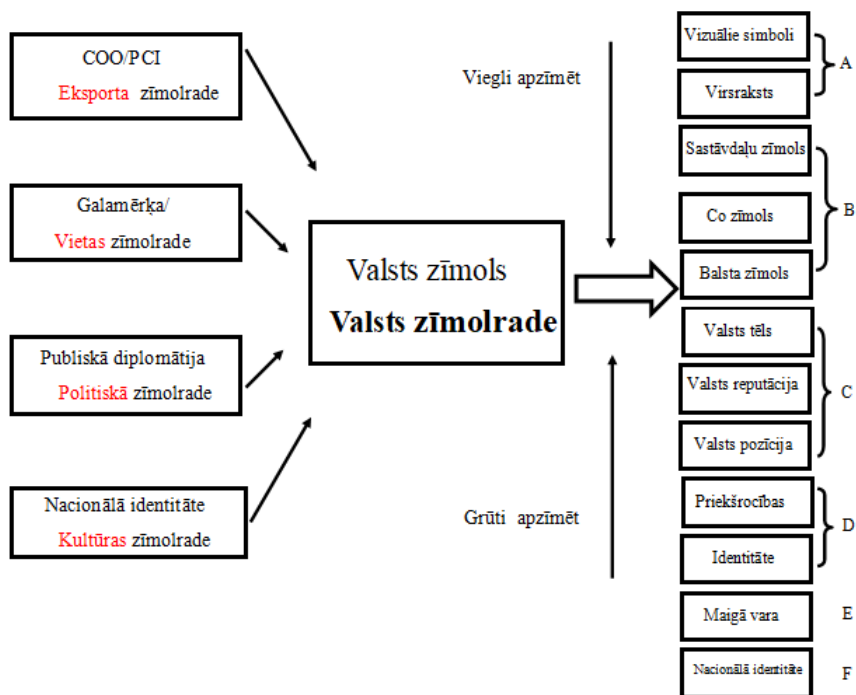 COO/PCI
Eksporta zīmolrade
Galamērķa/
Vietas zīmolrade
Publiskā diplomātija
Politiskā zīmolrade
Nacionālā identitāte
Kultūras zīmolrade
Valsts zīmols
Valsts zīmolrade
Viegli apzīmēt
Grūti apzīmēt
Vizuālie simboli
Virsraksts
A
Sastāvdaļu zīmols
Co zīmols
Balsta zīmols
B
Valsts tēls
Valsts reputācija
Valsts pozīcija
C
Priekšrocības
Identitāte
D
Maigā vara
E
Nacionālā identitāte
F